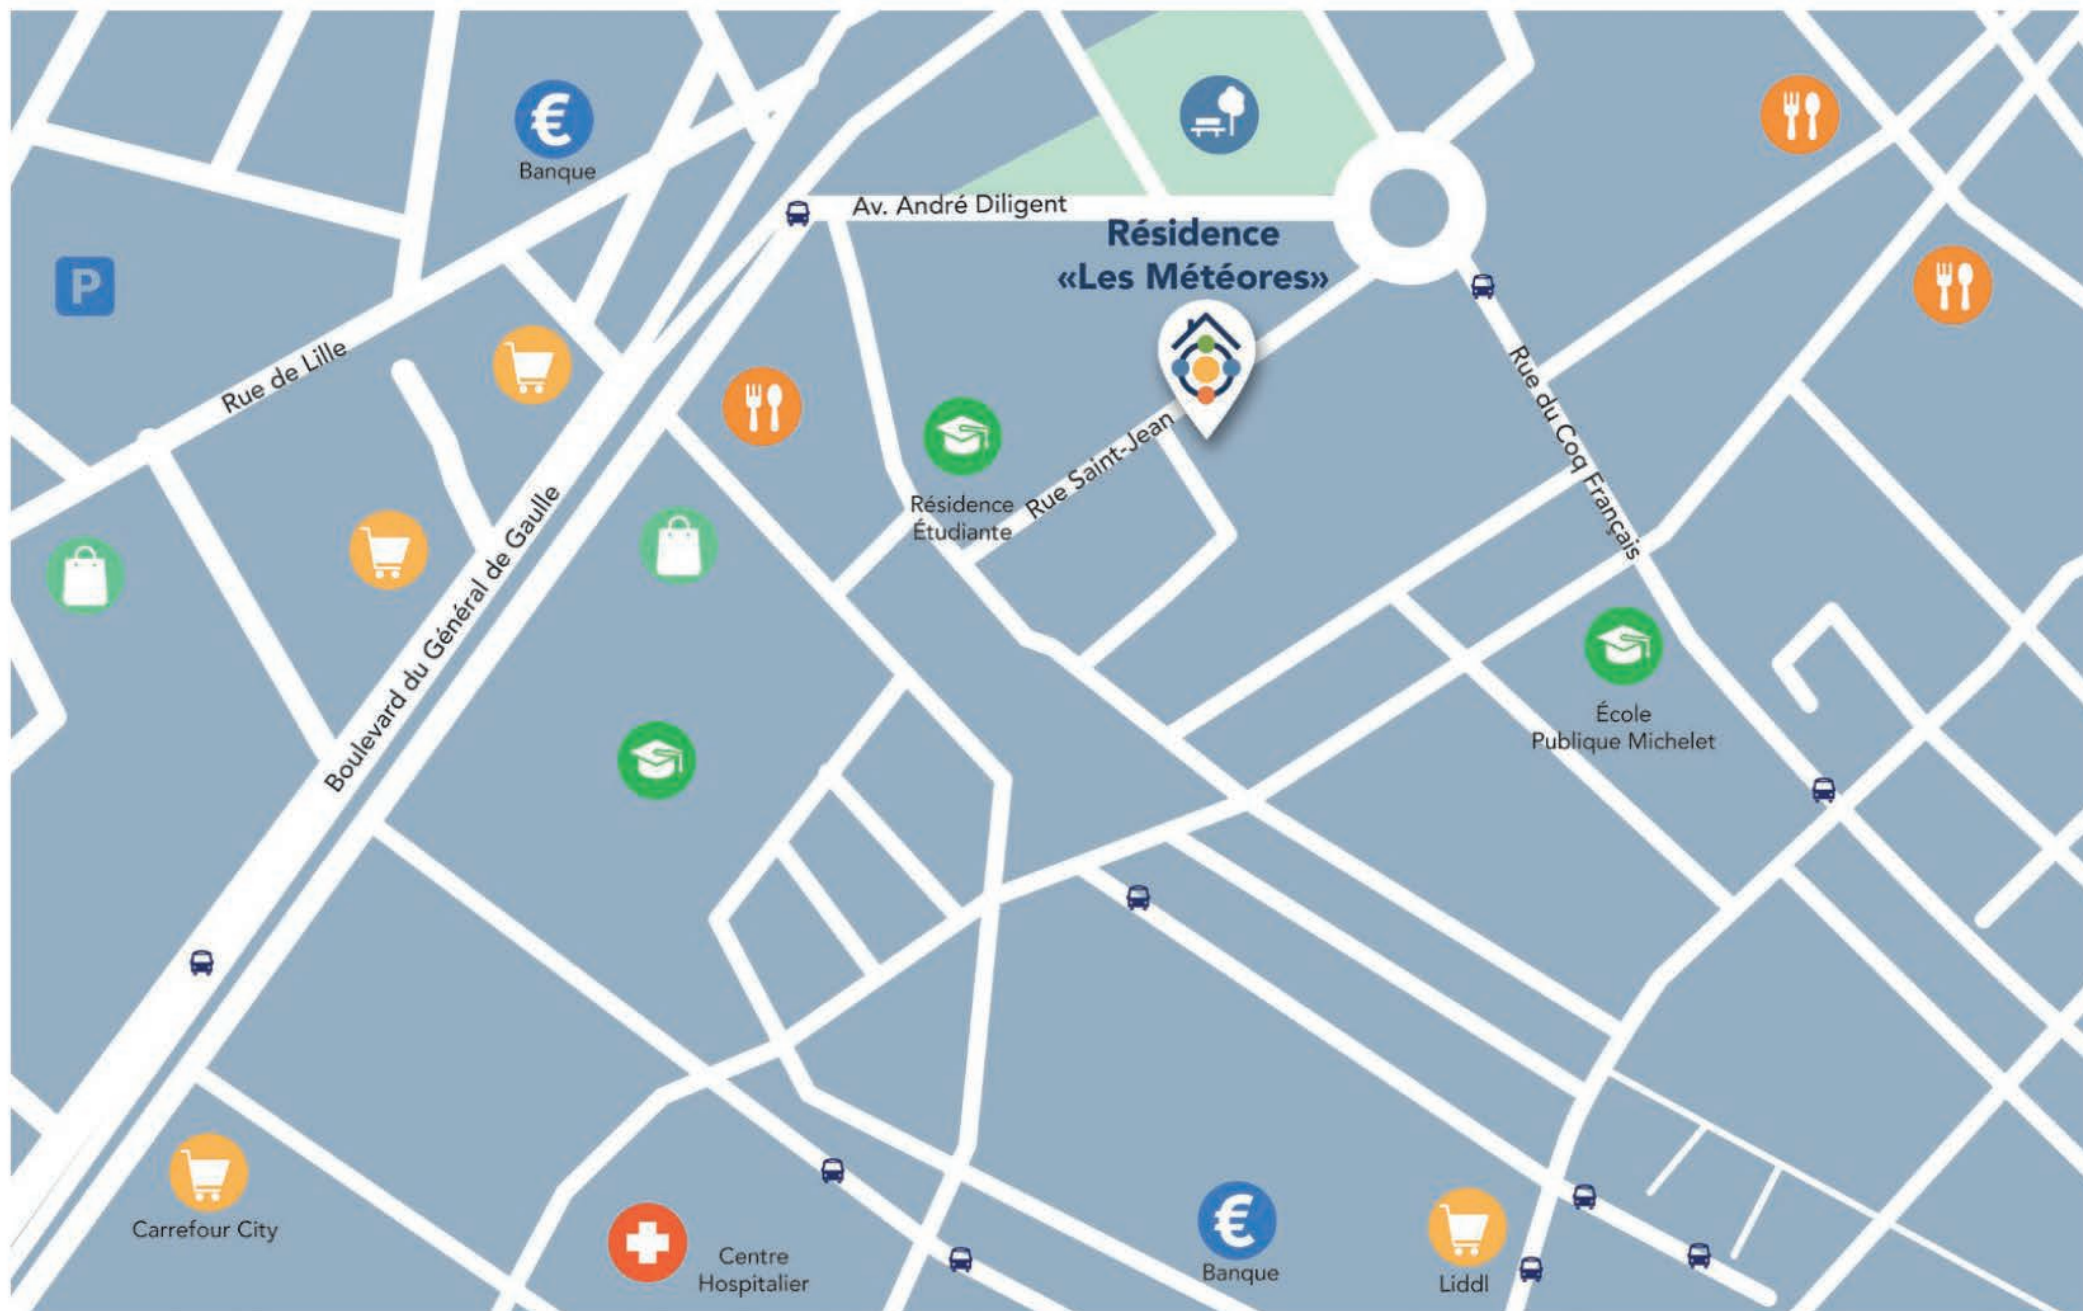 Banque
Av. André Diligent
Résidence
«Les Météores»
P
Rue de Lille
Rue du Coq Français
Rue Saint-Jean
Résidence
Étudiante
Boulevard du Général de Gaulle
École
Publique Michelet
Carrefour City
Centre
Hospitalier
Banque
Liddl